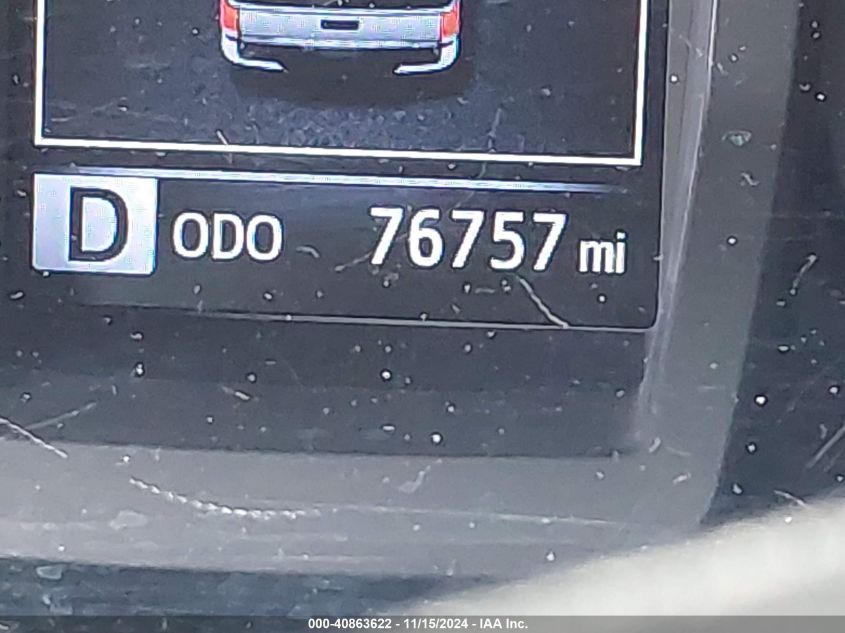 D ODO 76757 mi
000-40863622 - 11/15/2024 - IAA Inc.